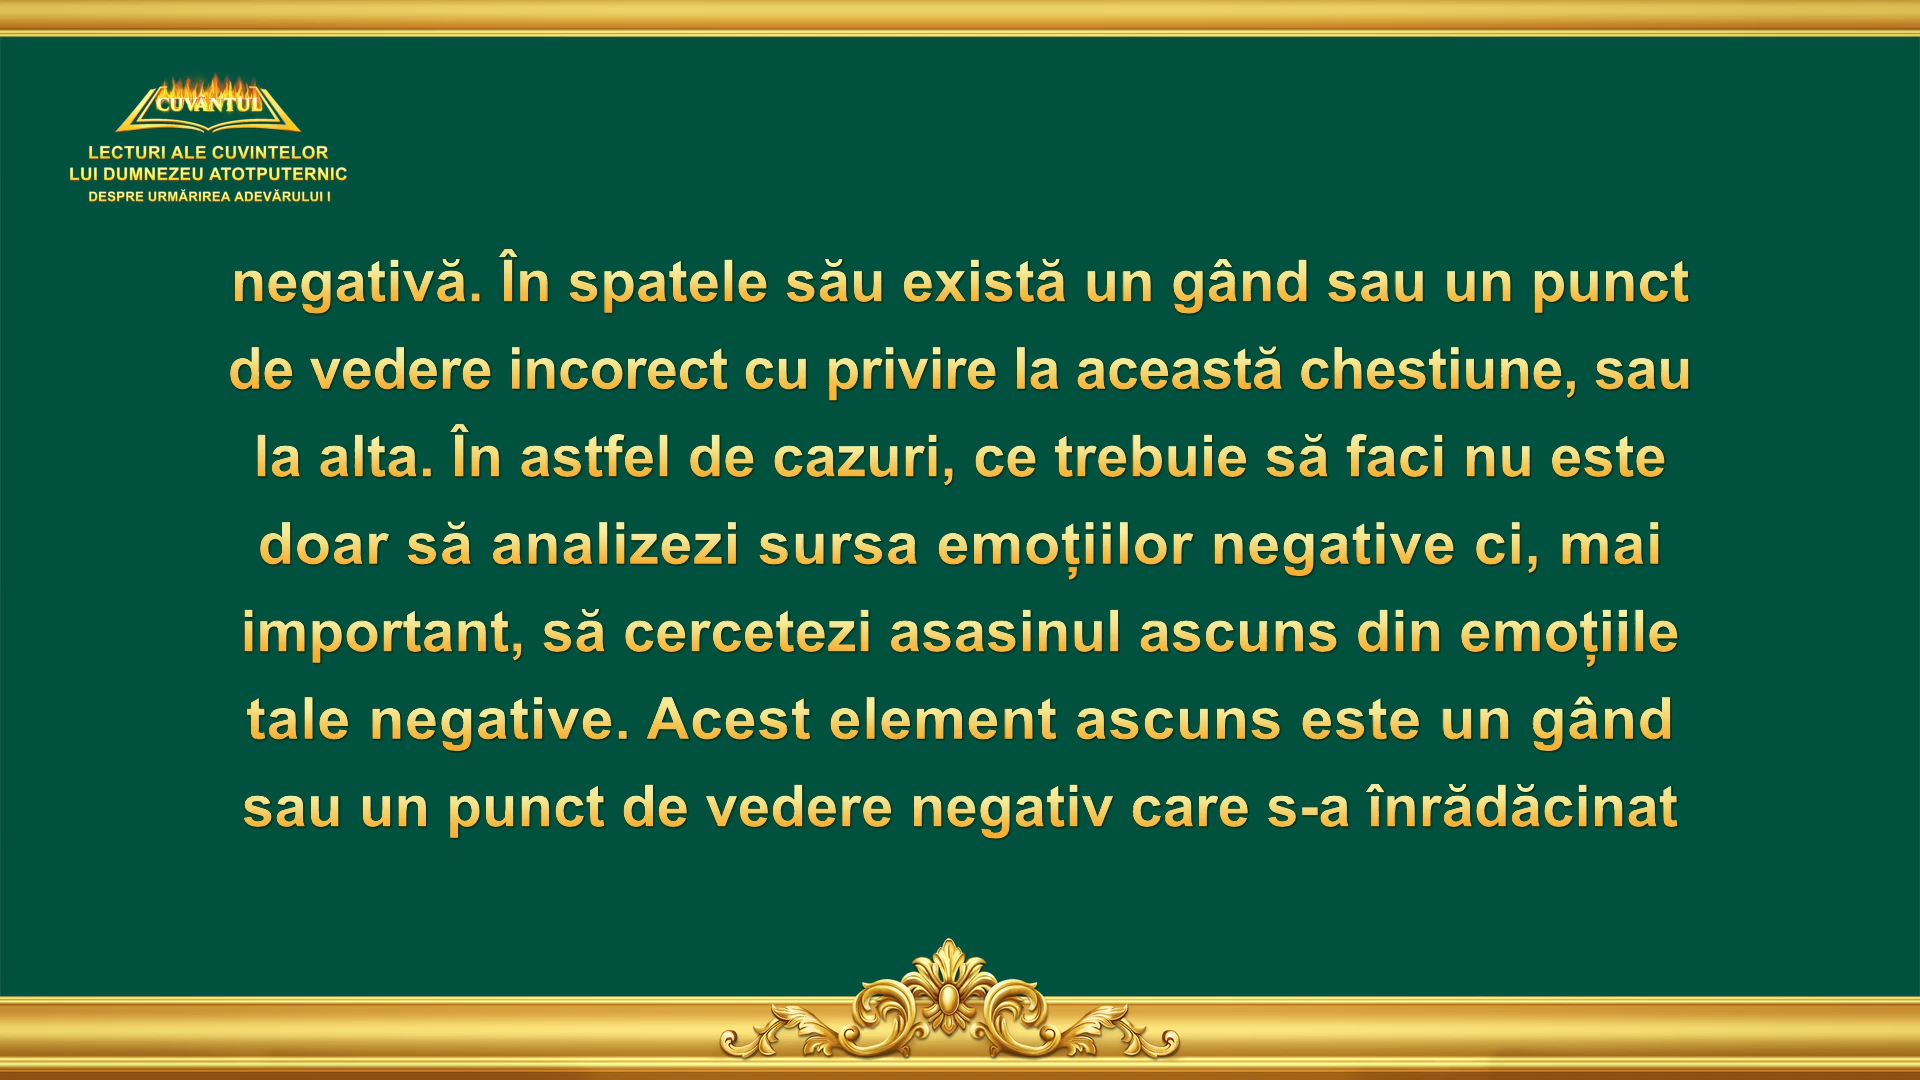 CUVÂNTUL
LECTURI ALE CUVINTELOR
LUI DUMNEZEU ATOTPUTERNIC
DESPRE URMĂRIREA ADEVĂRULUI I
negativă. În spatele său există un gând sau un punct
de vedere incorect cu privire la această chestiune, sau
la alta. În astfel de cazuri, ce trebuie să faci nu este
doar să analizezi sursa emoțiilor negative ci, mai
important, să cercetezi asasinul ascuns din emoțiile
tale negative. Acest element ascuns este un gând
sau un punct de vedere negativ care s-a înrădăcinat